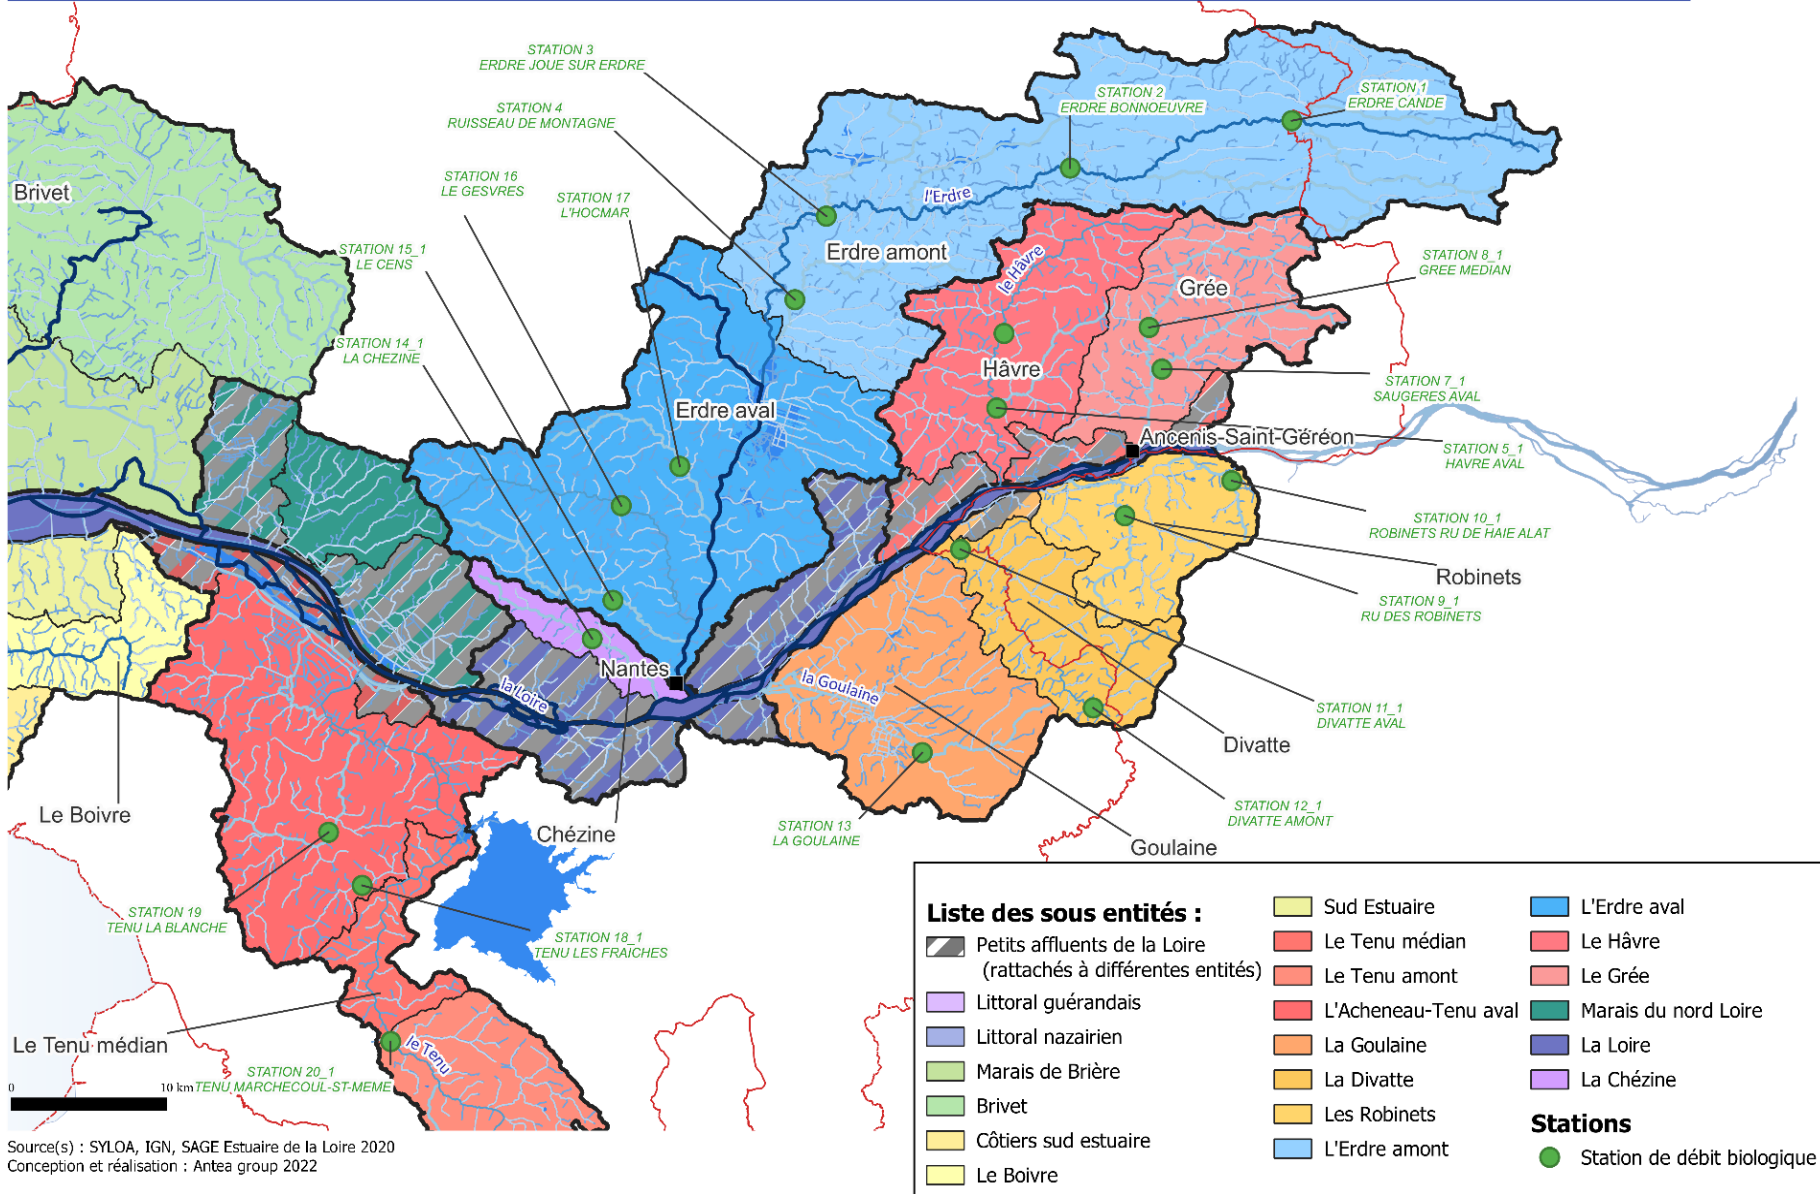 STATION 3
ERDRE JOUE SUR ERDRE
STATION 4
RUISSEAU DE MONTAGNE
STATION 2
ERDRE BONNOEUVRE
STATION 1
ERDRE CANDE
STATION 16
LE GESVRES
STATION 17
L'HOCMAR
Brivet
l'Erdre
STATION 15_1
LE CENS
Erdre amont
le Hâvre
STATION 8_1
GREE MEDIAN
Grée
STATION 14_1
LA CHEZINE
Hâvre
STATION 7_1
SAUGERES AVAL
Erdre aval
Ancenis-Saint-Géréon
STATION 5_1
HAVRE AVAL
STATION 10_1
ROBINETS RU DE HAIE ALAT
Robinets
STATION 9_1
RU DES ROBINETS
Nantes
la Loire
la Goulaine
STATION 11_1
DIVATTE AVAL
Divatte
Le Boivre
Chézine
STATION 13
LA GOULAINE
STATION 12_1
DIVATTE AMONT
Goulaine
STATION 19
TENU LA BLANCHE
STATION 18_1
TENU LES FRAICHES
Le Tenu médian
le Tenu
STATION 20_1
TENU MARCHECOUL-ST-MEME
0 10 km
Source(s) : SYLOA, IGN, SAGE Estuaire de la Loire 2020
Conception et réalisation : Antea group 2022
Liste des sous entités :
Petits affluents de la Loire
(rattachés à différentes entités)
Littoral guérandais
Littoral nazairien
Marais de Brière
Brivet
Côtiers sud estuaire
Le Boivre
Sud Estuaire
Le Tenu médian
Le Tenu amont
L'Acheneau-Tenu aval
La Goulaine
La Divatte
Les Robinets
L'Erdre amont
L'Erdre aval
Le Hâvre
Le Grée
Marais du nord Loire
La Loire
La Chézine
Stations
Station de débit biologique